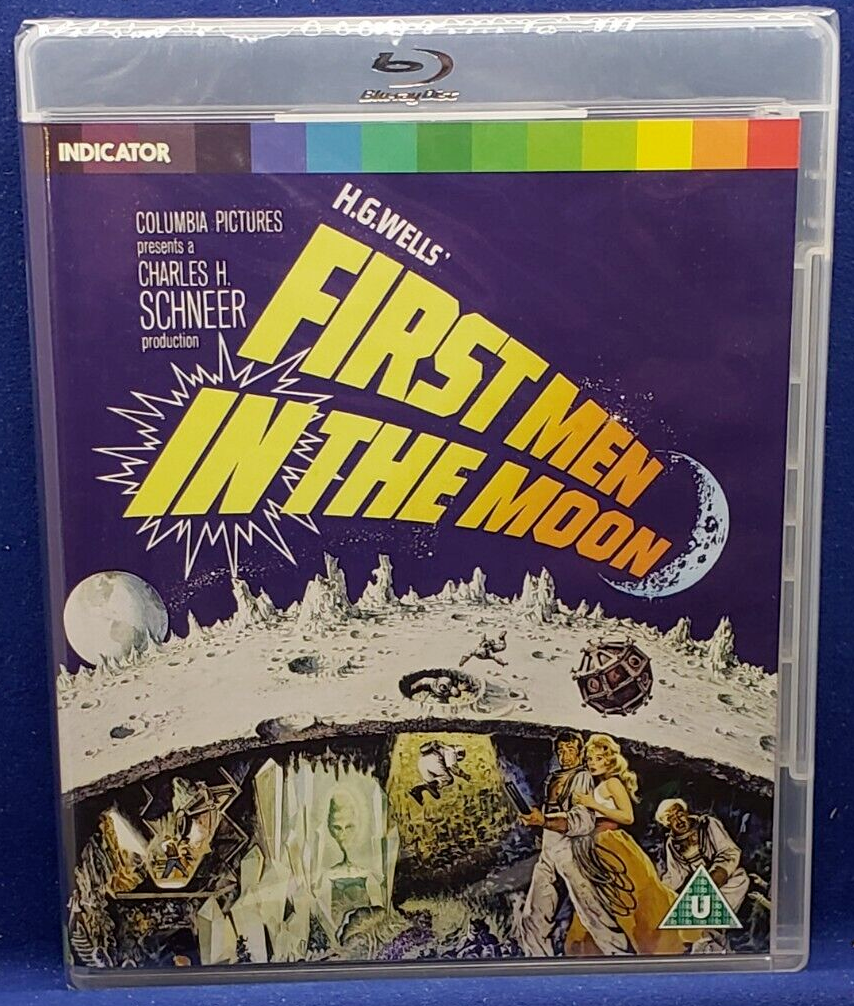 Blu-ray Disc
INDICATOR
COLUMBIA PICTURES
presents a
CHARLES H.
SCHNEER
production
H.G.WELLS'
FIRST MEN
IN THE MOON
U